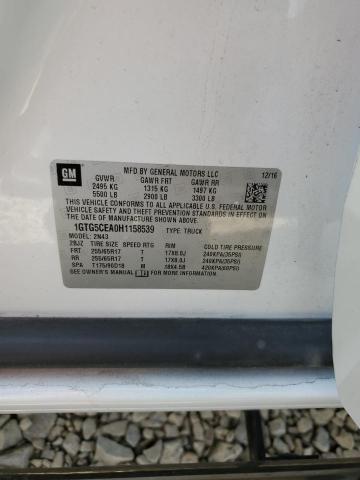 GM
MFD BY GENERAL MOTORS LLC
12/16
GVWR GAWR FRT GAWR RR
2495 KG 1315 KG 1497 KG
5500 LB 2900 LB 3300 LB
THIS VEHICLE CONFORMS TO ALL APPLICABLE U.S. FEDERAL MOTOR
VEHICLE SAFETY AND THEFT PREVENTION STANDARDS IN EFFECT ON THE
DATE OF MANUFACTURE SHOWN ABOVE.
1GTG5CEA0H1158539 TYPE: TRUCK
MODEL: 2N43
28JZ TIRE SIZE SPEED RTG RIM COLD TIRE PRESSURE
FRT 255/65R17 T 17X8.0J 240KPA(35PSI)
RR 255/65R17 T 17X8.0J 240KPA(35PSI)
SPA T175/90D18 M 18X4.5B 420KPA(60PSI)
SEE OWNER'S MANUAL FOR ADDITIONAL INFORMATION